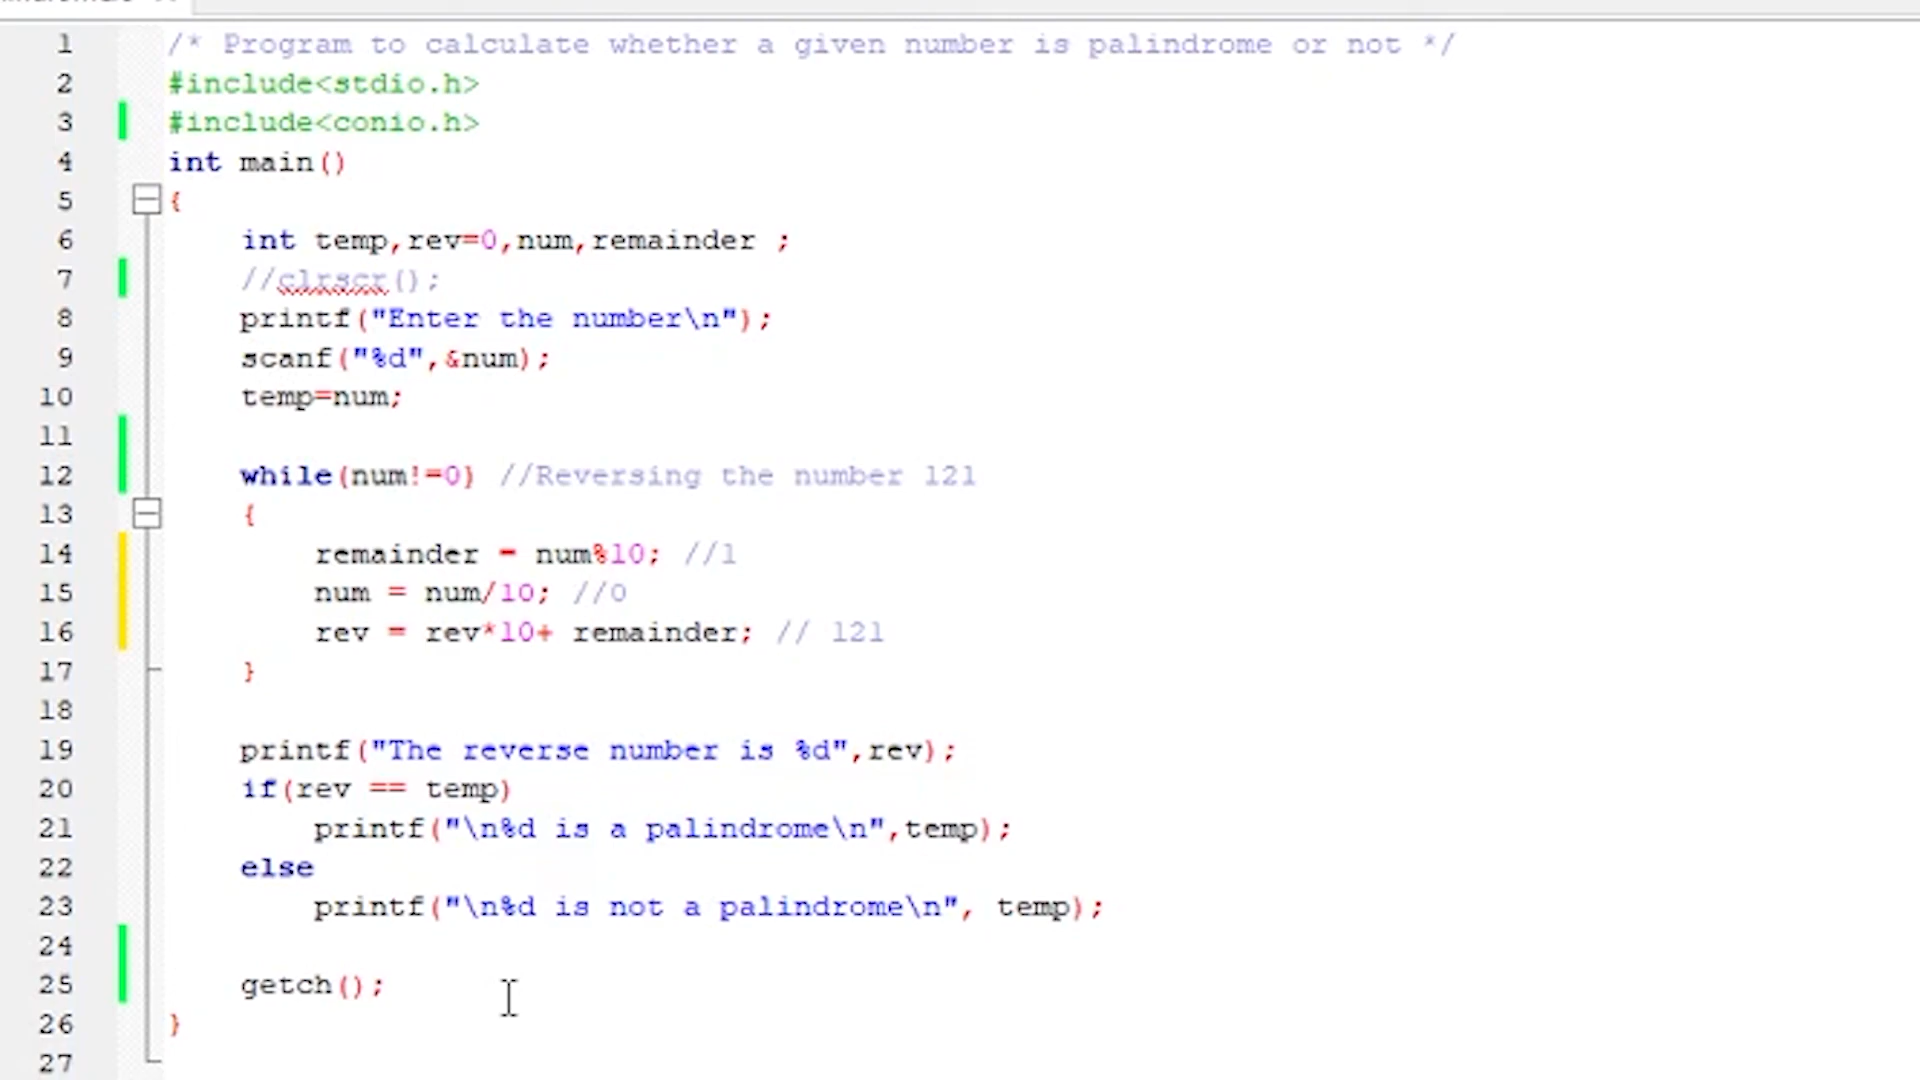 1 /* Program to calculate whether a given number is palindrome or not */
2 #include<stdio.h>
3 #include<conio.h>
4 int main()
5 {
6 int temp,rev=0,num,remainder ;
7 //clrscr();
8 printf("Enter the number\n");
9 scanf("%d",&num);
10 temp=num;
11
12 while(num!=0) //Reversing the number 121
13 {
14 remainder = num%10; //1
15 num = num/10; //0
16 rev = rev*10+ remainder; // 121
17 }
18
19 printf("The reverse number is %d",rev);
20 if(rev == temp)
21 printf("\n%d is a palindrome\n",temp);
22 else
23 printf("\n%d is not a palindrome\n", temp);
24
25 getch();
26 }
27